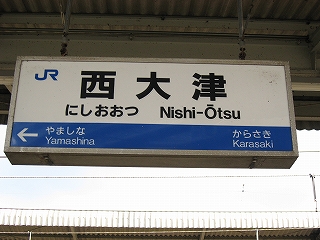 JR 西大津
にしおおつ Nishi-Ōtsu
← やましな からさき
Yamashina Karasaki